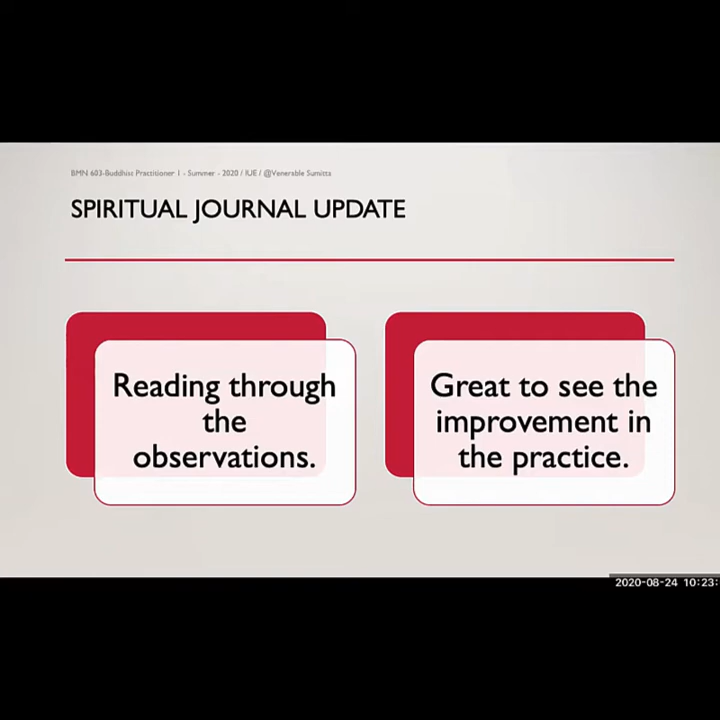 BMN 603-Buddhist Practitioner I - Summer - 2020 / IUE / @Venerable Sumitta
SPIRITUAL JOURNAL UPDATE
Reading through
the
observations.
Great to see the
improvement in
the practice.
2020-08-24 10:23: